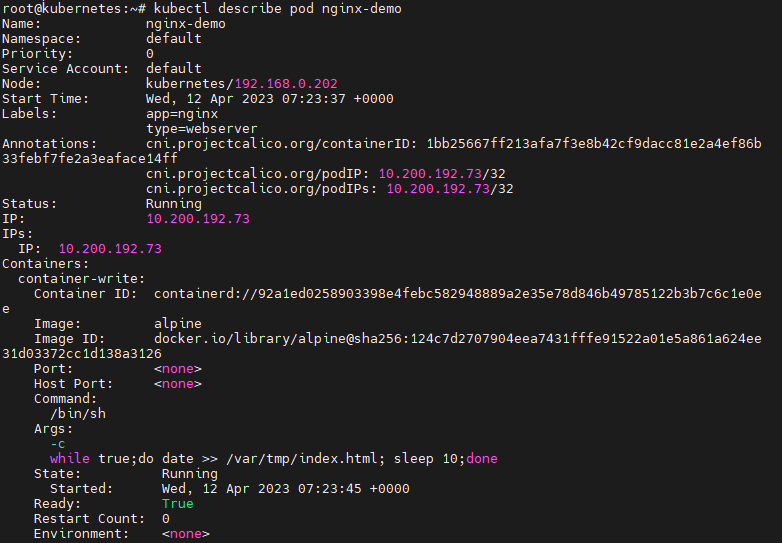 root@kubernetes:~# kubectl describe pod nginx-demo
Name:             nginx-demo
Namespace:        default
Priority:         0
Service Account:  default
Node:             kubernetes/192.168.0.202
Start Time:       Wed, 12 Apr 2023 07:23:37 +0000
Labels:           app=nginx
                  type=webserver
Annotations:      cni.projectcalico.org/containerID: 1bb25667ff213afa7f3e8b42cf9dacc81e2a4ef86b
33febf7fe2a3eaface14ff
                  cni.projectcalico.org/podIP: 10.200.192.73/32
                  cni.projectcalico.org/podIPs: 10.200.192.73/32
Status:           Running
IP:               10.200.192.73
IPs:
  IP:  10.200.192.73
Containers:
  container-write:
    Container ID:  containerd://92a1ed0258903398e4febc582948889a2e35e78d846b49785122b3b7c6c1e0e
e
    Image:         alpine
    Image ID:      docker.io/library/alpine@sha256:124c7d2707904eea7431fffe91522a01e5a861a624ee
31d03372cc1d138a3126
    Port:          <none>
    Host Port:     <none>
    Command:
      /bin/sh
    Args:
      -c
      while true;do date >> /var/tmp/index.html; sleep 10;done
    State:          Running
      Started:      Wed, 12 Apr 2023 07:23:45 +0000
    Ready:          True
    Restart Count:  0
    Environment:    <none>